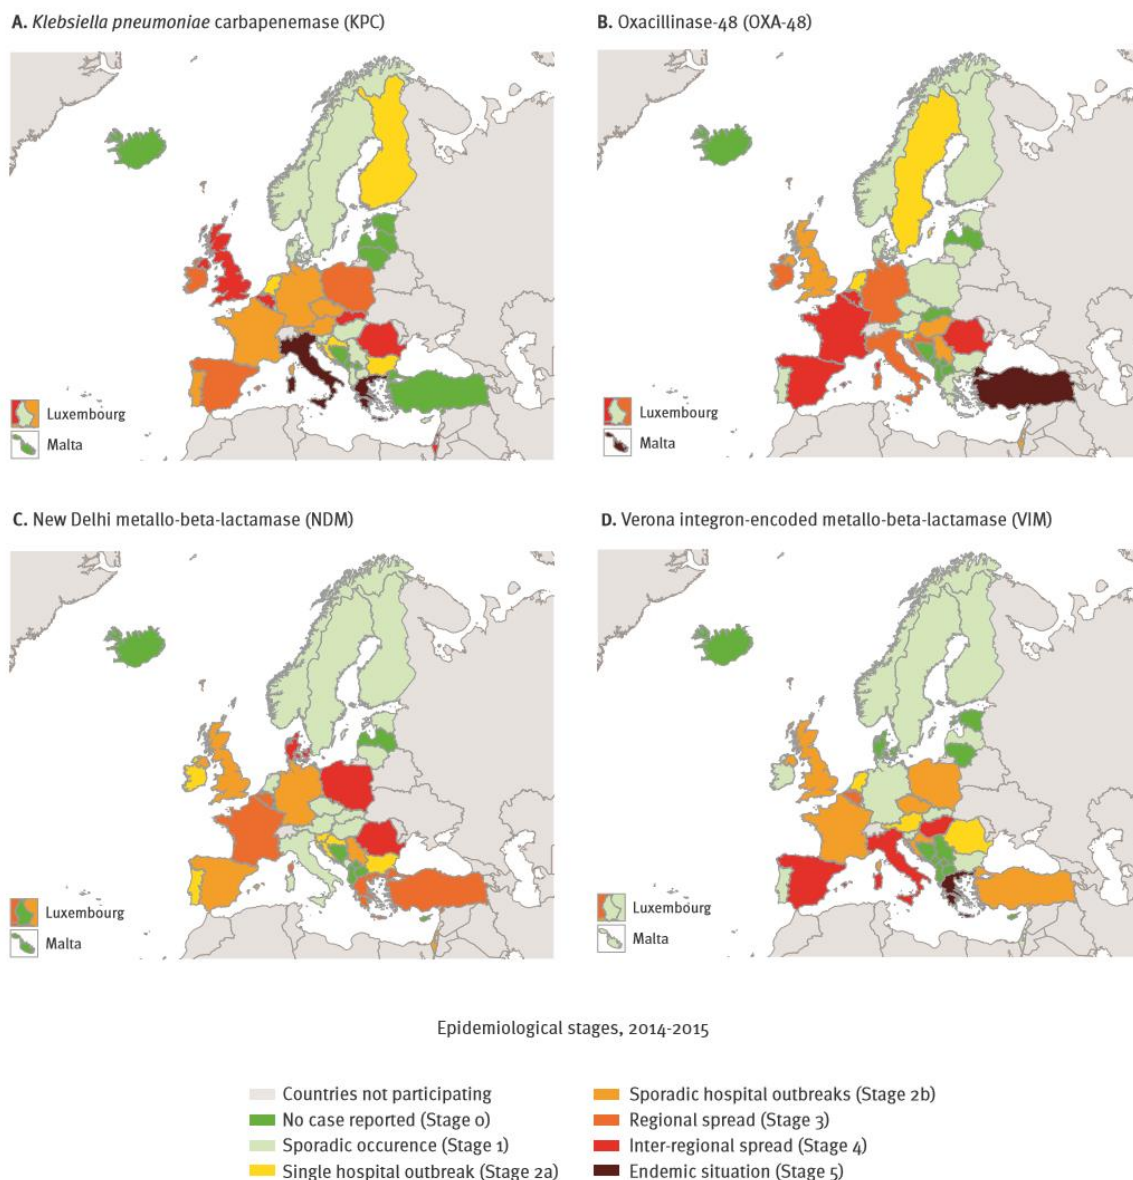 A. Klebsiella pneumoniae carbapenemase (KPC)
B. Oxacillinase-48 (OXA-48)
Luxembourg
Malta
Luxembourg
Malta
C. New Delhi metallo-beta-lactamase (NDM)
D. Verona integron-encoded metallo-beta-lactamase (VIM)
Luxembourg
Malta
Luxembourg
Malta
Epidemiological stages, 2014-2015
Countries not participating
No case reported (Stage 0)
Sporadic occurence (Stage 1)
Single hospital outbreak (Stage 2a)
Sporadic hospital outbreaks (Stage 2b)
Regional spread (Stage 3)
Inter-regional spread (Stage 4)
Endemic situation (Stage 5)